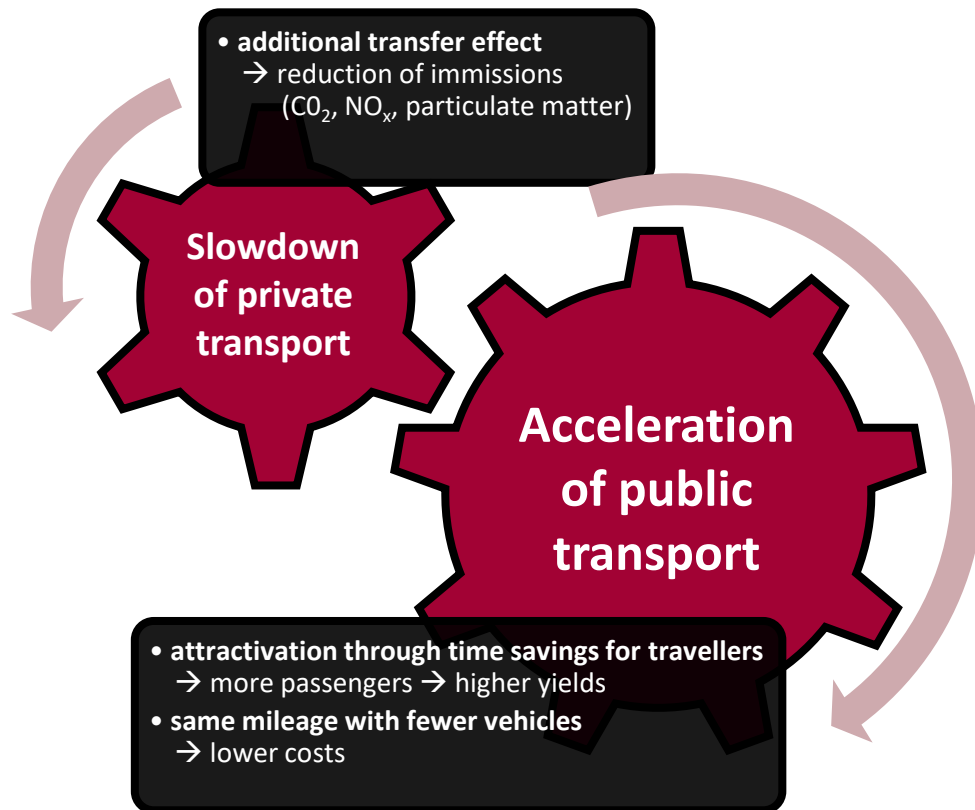 • additional transfer effect
→ reduction of immissions
(C0₂, NOₓ, particulate matter)
Slowdown
of private
transport
Acceleration
of public
transport
• attractivation through time savings for travellers
→ more passengers → higher yields
• same mileage with fewer vehicles
→ lower costs